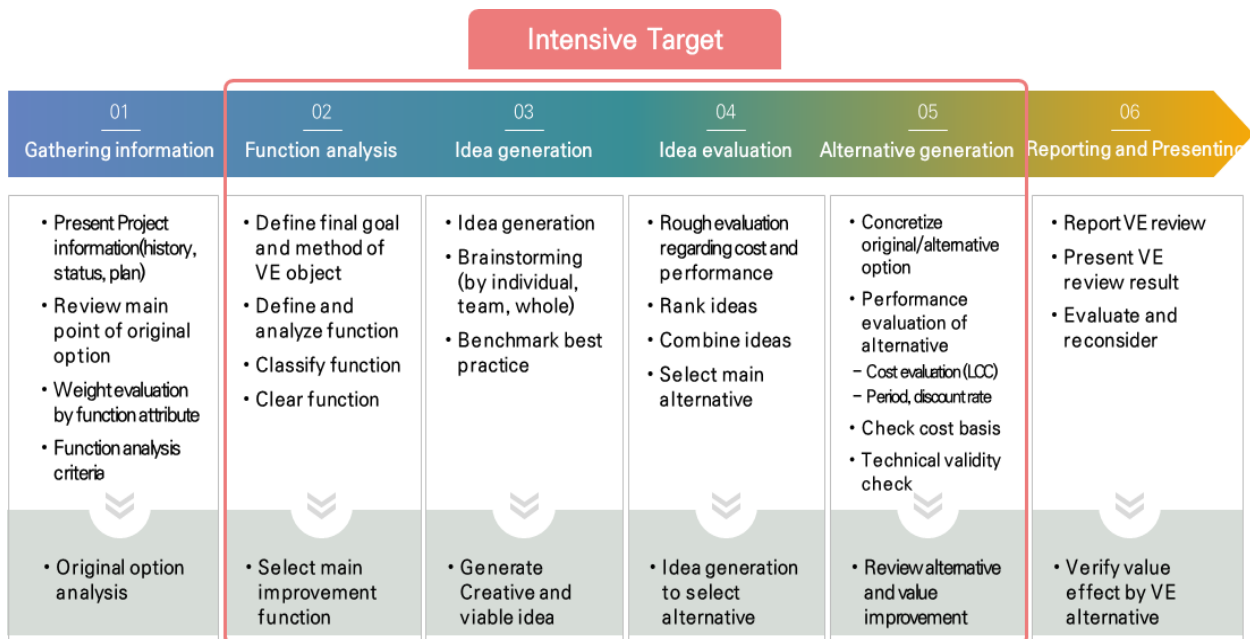 Intensive Target
01
Gathering information
02
Function analysis
03
Idea generation
04
Idea evaluation
05
Alternative generation
06
Reporting and Presenting
• Present Project
information(history,
status, plan)
• Review main
point of original
option
• Weight evaluation
by function attribute
• Function analysis
criteria
• Original option
analysis
• Define final goal
and method of
VE object
• Define and
analyze function
• Classify function
• Clear function
• Select main
improvement
function
• Idea generation
• Brainstorming
(by individual,
team, whole)
• Benchmark best
practice
• Generate
Creative and
viable idea
• Rough evaluation
regarding cost and
performance
• Rank ideas
• Combine ideas
• Select main
alternative
• Idea generation
to select
alternative
• Concretize
original/alternative
option
• Performance
evaluation of
alternative
– Cost evaluation (LCC)
– Period, discount rate
• Check cost basis
• Technical validity
check
• Review alternative
and value
improvement
• Report VE review
• Present VE
review result
• Evaluate and
reconsider
• Verify value
effect by VE
alternative